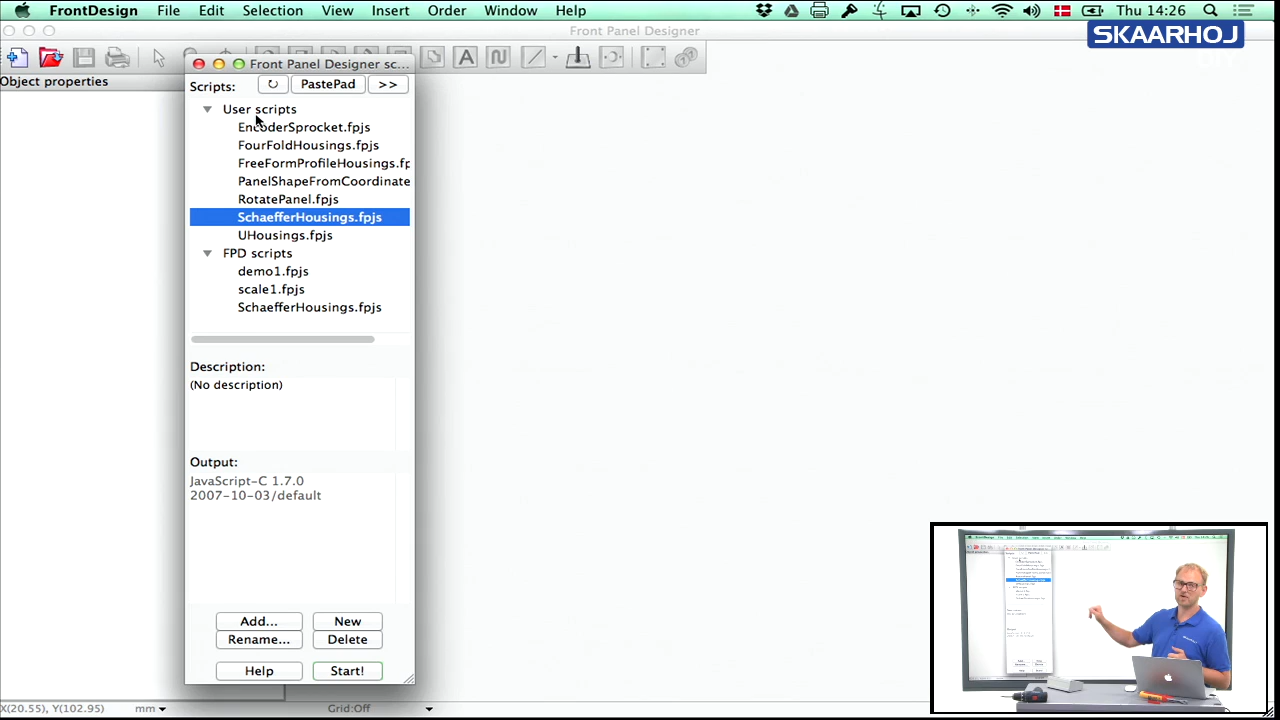 FrontDesign File Edit Selection View Insert Order Window Help Thu 14:26
Front Panel Designer
SKAARHOJ
Object properties
Front Panel Designer sc...
Scripts: PastePad >>
User scripts
EncoderSprocket.fpjs
FourFoldHousings.fpjs
FreeFormProfileHousings.fp
PanelShapeFromCoordinate
RotatePanel.fpjs
SchaefferHousings.fpjs
UHousings.fpjs
FPD scripts
demo1.fpjs
scale1.fpjs
SchaefferHousings.fpjs
Description:
(No description)
Output:
JavaScript-C 1.7.0
2007-10-03/default
Add... New
Rename... Delete
Help Start!
X(20.55), Y(102.95) mm Grid:Off